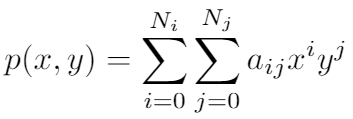 p(x, y) = \sum_{i=0}^{N_i} \sum_{j=0}^{N_j} a_{ij} x^i y^j